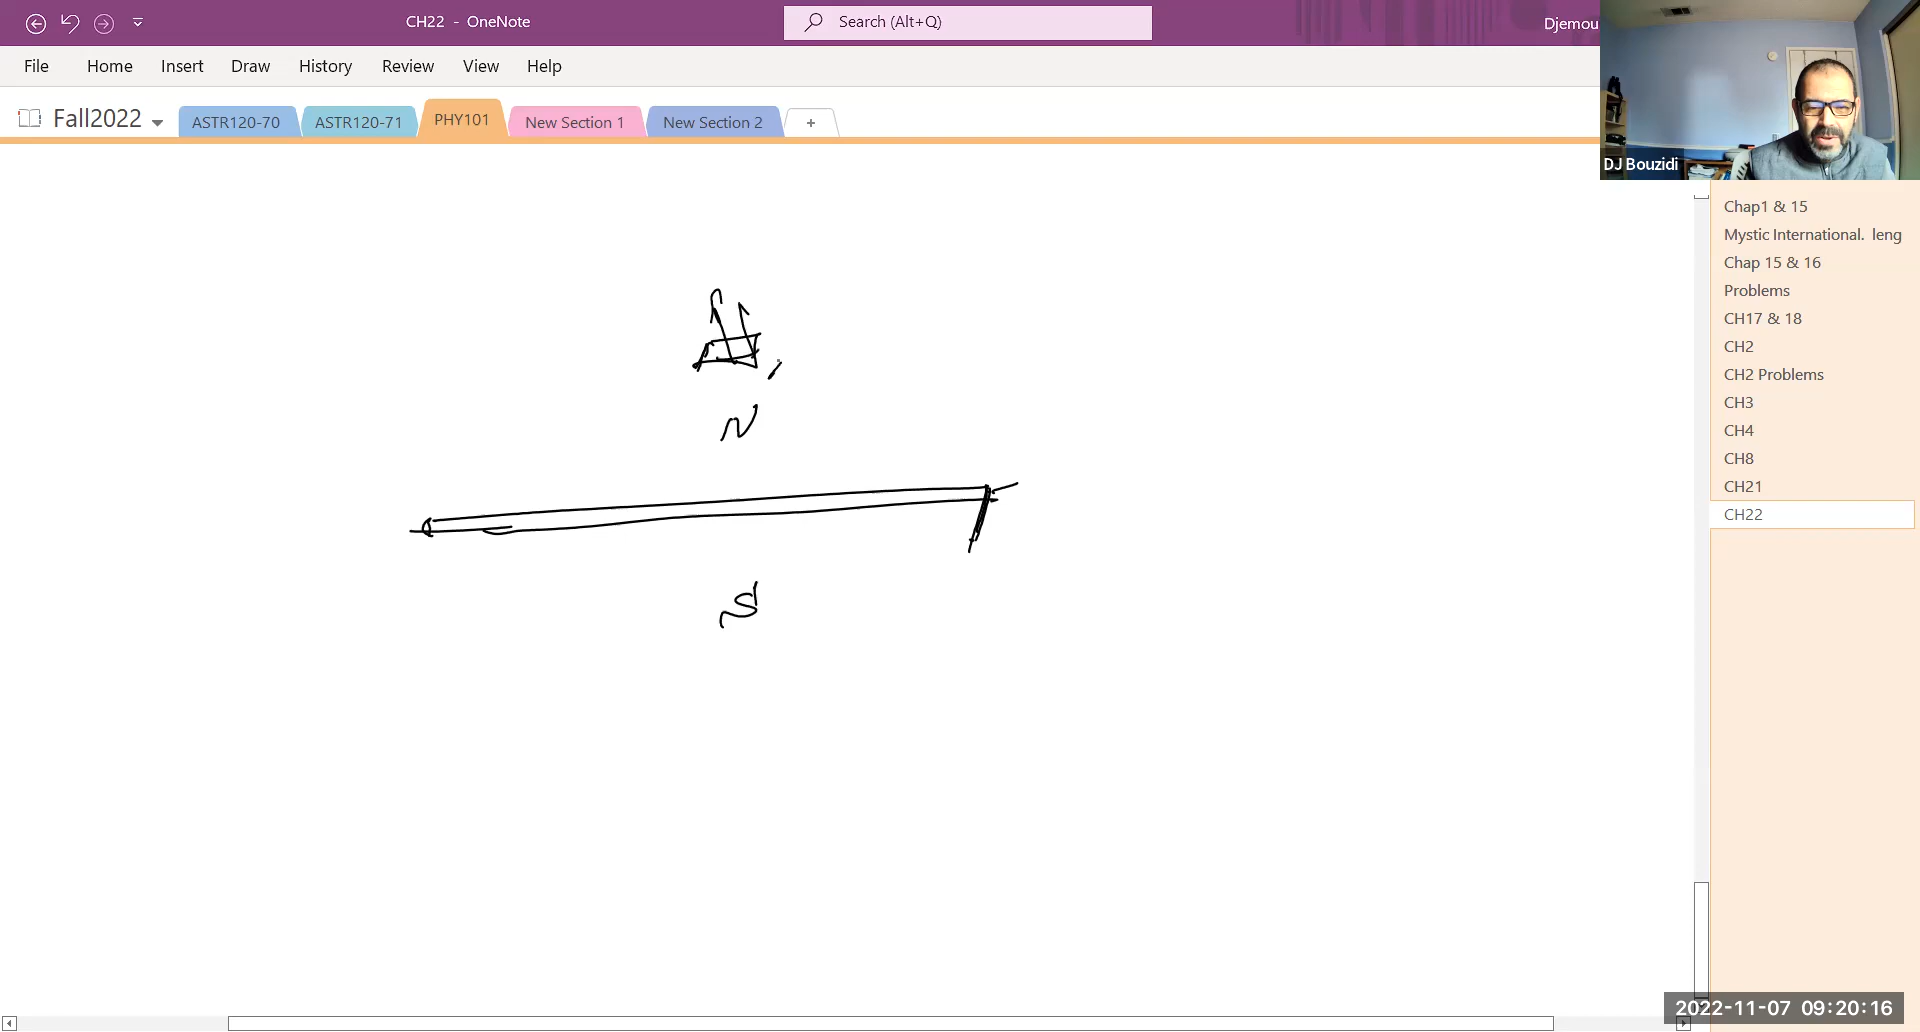 CH22 - OneNote
Search (Alt+Q)
Djemou
File Home Insert Draw History Review View Help
Fall2022 ASTR120-70 ASTR120-71 PHY101 New Section 1 New Section 2 +
DJ Bouzidi
Chap1 & 15
Mystic International. leng
Chap 15 & 16
Problems
CH17 & 18
CH2
CH2 Problems
CH3
CH4
CH8
CH21
CH22
N
S
2022-11-07 09:20:16